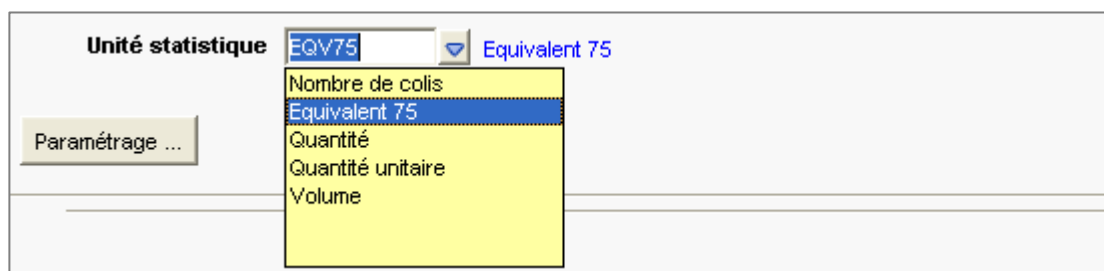 Unité statistique EQV75 Equivalent 75
Nombre de colis
Equivalent 75
Paramétrage ...
Quantité
Quantité unitaire
Volume